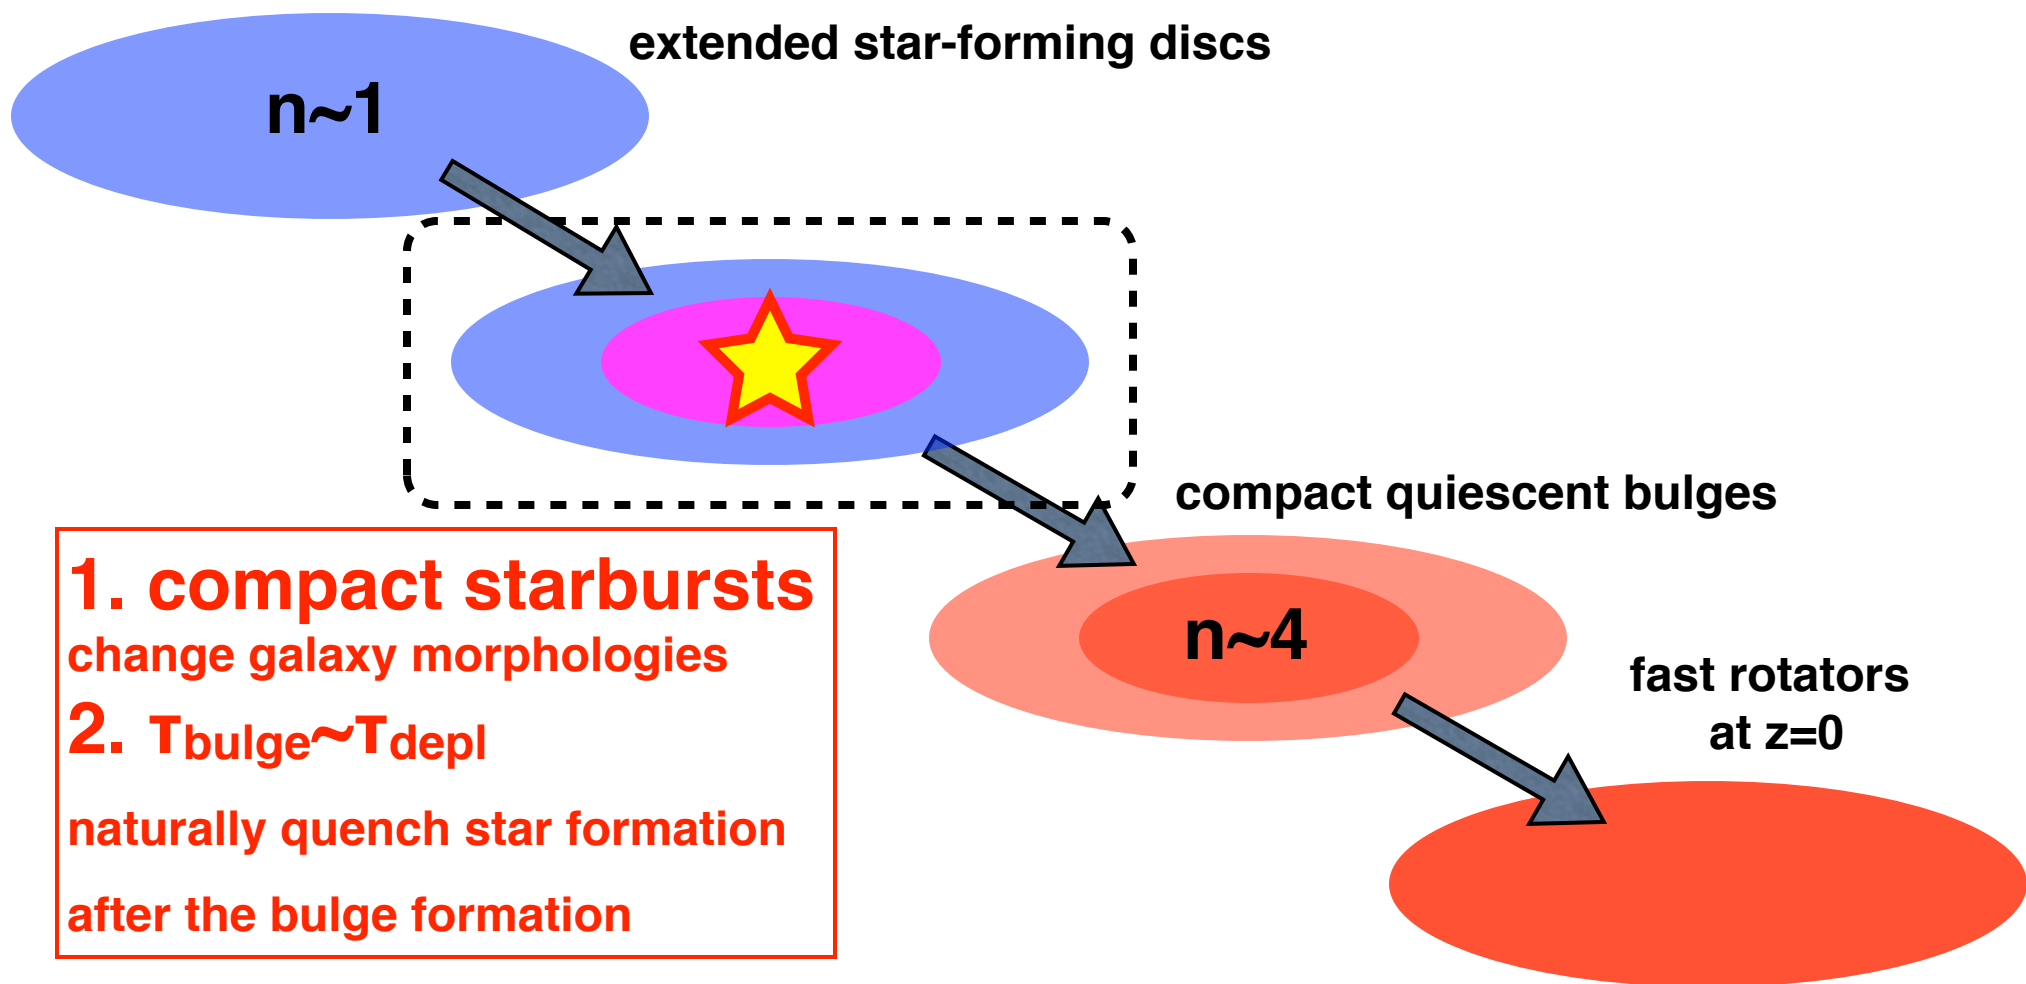 extended star-forming discs
n~1
compact quiescent bulges
n~4
fast rotators
at z=0
1. compact starbursts
change galaxy morphologies
2. τbulge~τdepl
naturally quench star formation
after the bulge formation